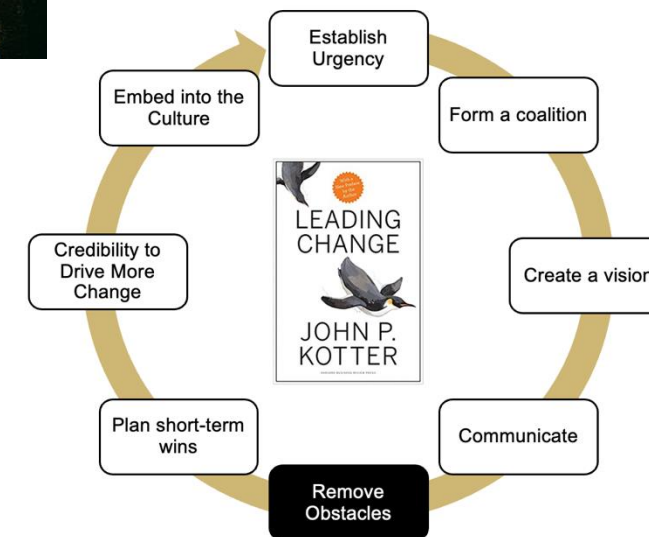 Establish
Urgency
Form a coalition
Create a vision
Communicate
Remove
Obstacles
Plan short-term
wins
Credibility to
Drive More
Change
Embed into the
Culture
LEADING
CHANGE
JOHN P.
KOTTER